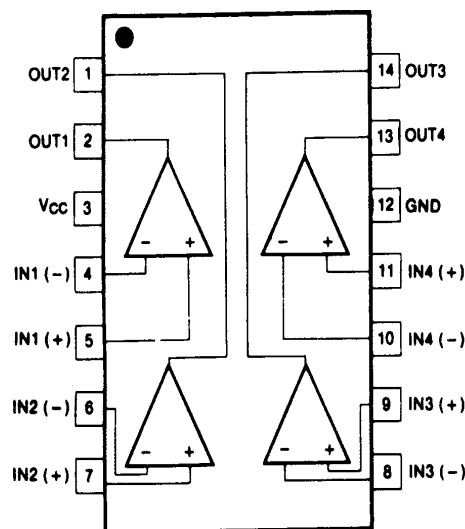 OUT2 1 14 OUT3
OUT1 2 13 OUT4
Vcc 3 12 GND
- + - +
IN1 (-) 4 11 IN4 (+)
IN1 (+) 5 10 IN4 (-)
IN2 (-) 6 9 IN3 (+)
- + - +
IN2 (+) 7 8 IN3 (-)